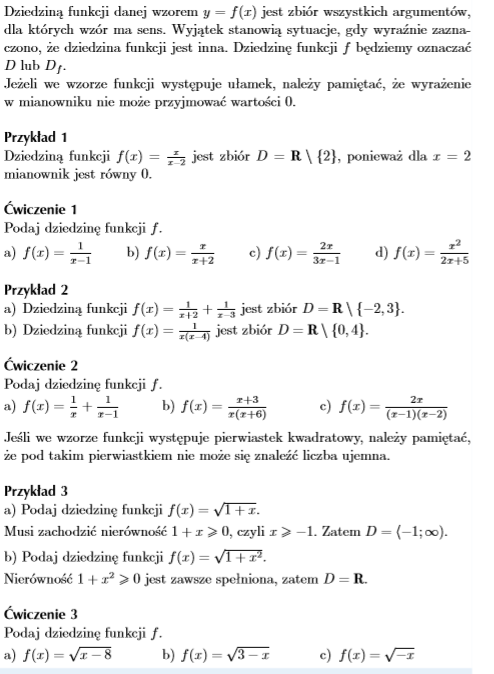 Dziedziną funkcji danej wzorem y = f(x) jest zbiór wszystkich argumentów,
dla których wzór ma sens. Wyjątek stanowią sytuacje, gdy wyraźnie zazna-
czono, że dziedzina funkcji jest inna. Dziedzinę funkcji f będziemy oznaczać
D lub D_f.
Jeżeli we wzorze funkcji występuje ułamek, należy pamiętać, że wyrażenie
w mianowniku nie może przyjmować wartości 0.
Przykład 1
Dziedziną funkcji f(x) = x/(x−2) jest zbiór D = R \ {2}, ponieważ dla x = 2
mianownik jest równy 0.
Ćwiczenie 1
Podaj dziedzinę funkcji f.
a) f(x) = 1/(x−1) b) f(x) = x/(x+2) c) f(x) = 2x/(3x−1) d) f(x) = x²/(2x+5)
Przykład 2
a) Dziedziną funkcji f(x) = 1/(x+2) + 1/(x−3) jest zbiór D = R \ {−2, 3}.
b) Dziedziną funkcji f(x) = 1/(x(x−4)) jest zbiór D = R \ {0, 4}.
Ćwiczenie 2
Podaj dziedzinę funkcji f.
a) f(x) = 1/x + 1/(x−1) b) f(x) = (x+3)/(x(x+6)) c) f(x) = 2x/((x−1)(x−2))
Jeśli we wzorze funkcji występuje pierwiastek kwadratowy, należy pamiętać,
że pod takim pierwiastkiem nie może się znaleźć liczba ujemna.
Przykład 3
a) Podaj dziedzinę funkcji f(x) = √(1 + x).
Musi zachodzić nierówność 1 + x ⩾ 0, czyli x ⩾ −1. Zatem D = ⟨−1; ∞).
b) Podaj dziedzinę funkcji f(x) = √(1 + x²).
Nierówność 1 + x² ⩾ 0 jest zawsze spełniona, zatem D = R.
Ćwiczenie 3
Podaj dziedzinę funkcji f.
a) f(x) = √(x − 8) b) f(x) = √(3 − x) c) f(x) = √(−x)